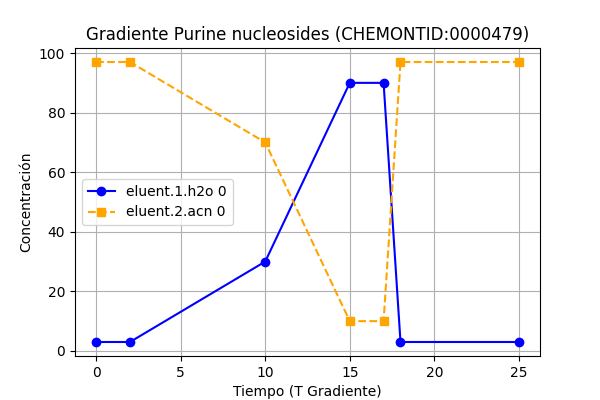 Gradiente Purine nucleosides (CHEMONTID:0000479)
100
80
60
40
20
0
Concentración
eluent.1.h2o 0
eluent.2.acn 0
0 5 10 15 20 25
Tiempo (T Gradiente)